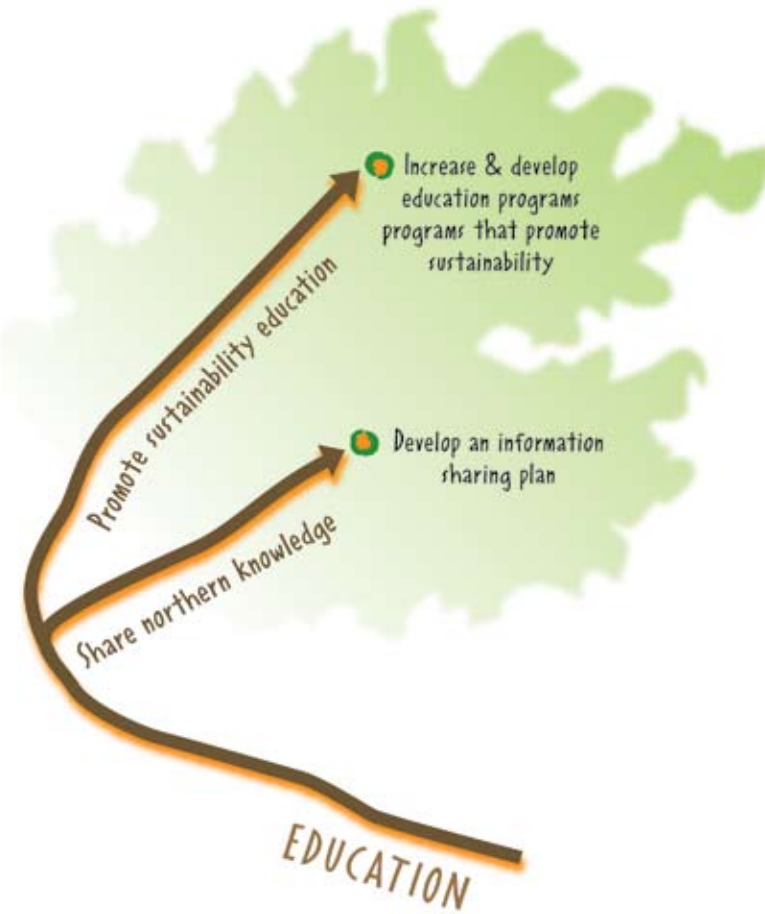 Increase & develop
education programs
programs that promote
sustainability
Promote sustainability education
Develop an information
sharing plan
Share northern knowledge
EDUCATION